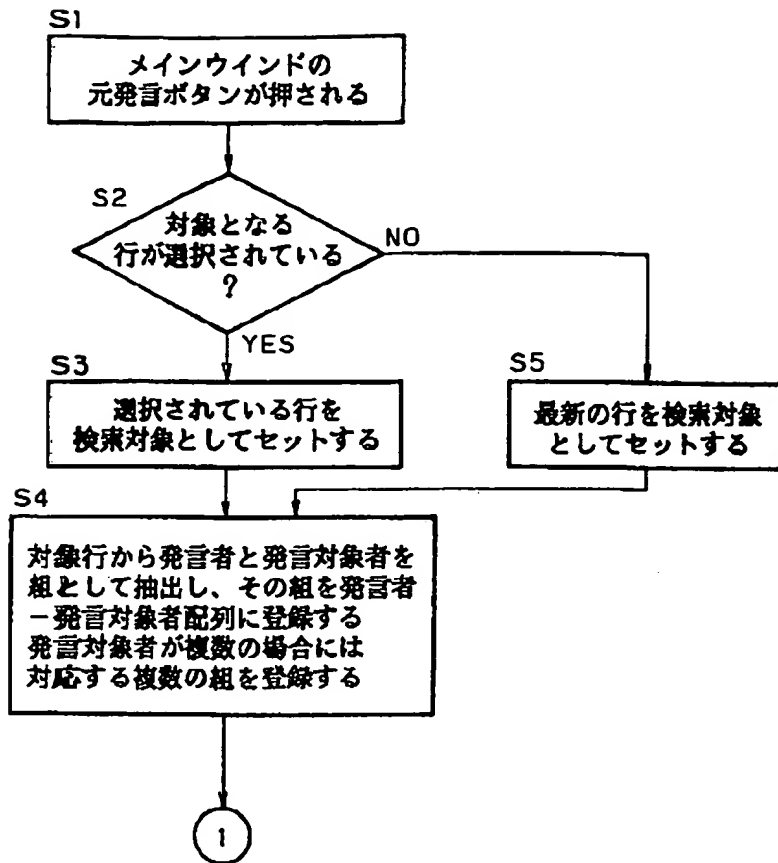 S1
メインウインドの
元発言ボタンが押される
S2
対象となる
行が選択されている
?
NO
YES
S3
選択されている行を
検索対象としてセットする
S5
最新の行を検索対象
としてセットする
S4
対象行から発言者と発言対象者を
組として抽出し、その組を発言者
－発言対象者配列に登録する
発言対象者が複数の場合には
対応する複数の組を登録する
1